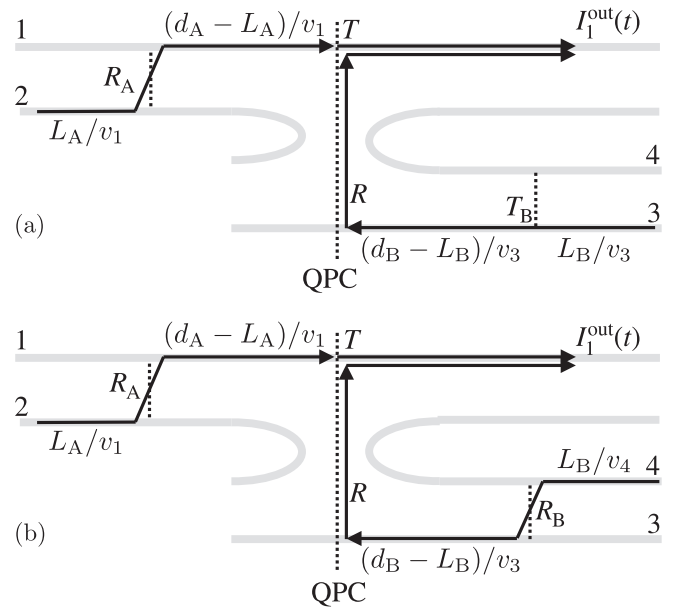 1 (d_A − L_A)/v_1 T I_1^out(t)
R_A
2
L_A/v_1
4
R T_B 3
(a) (d_B − L_B)/v_3 L_B/v_3
QPC
1 (d_A − L_A)/v_1 T I_1^out(t)
R_A
2
L_A/v_1 L_B/v_4 4
R R_B 3
(b) (d_B − L_B)/v_3
QPC